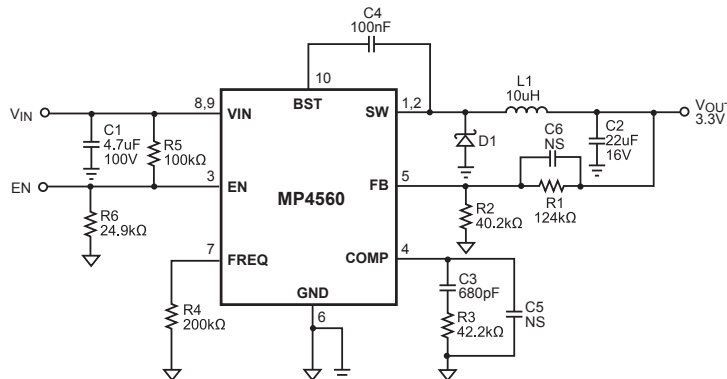 C4
100nF
10
BST
L1
10uH
VIN
8,9
VIN
SW
1,2
VOUT
3.3V
C1
4.7uF
100V
R5
100kΩ
D1
C6
NS
C2
22uF
16V
EN
3
EN
MP4560
FB
5
R1
124kΩ
R6
24.9kΩ
R2
40.2kΩ
7
FREQ
COMP
4
C3
680pF
C5
NS
R4
200kΩ
GND
6
R3
42.2kΩ